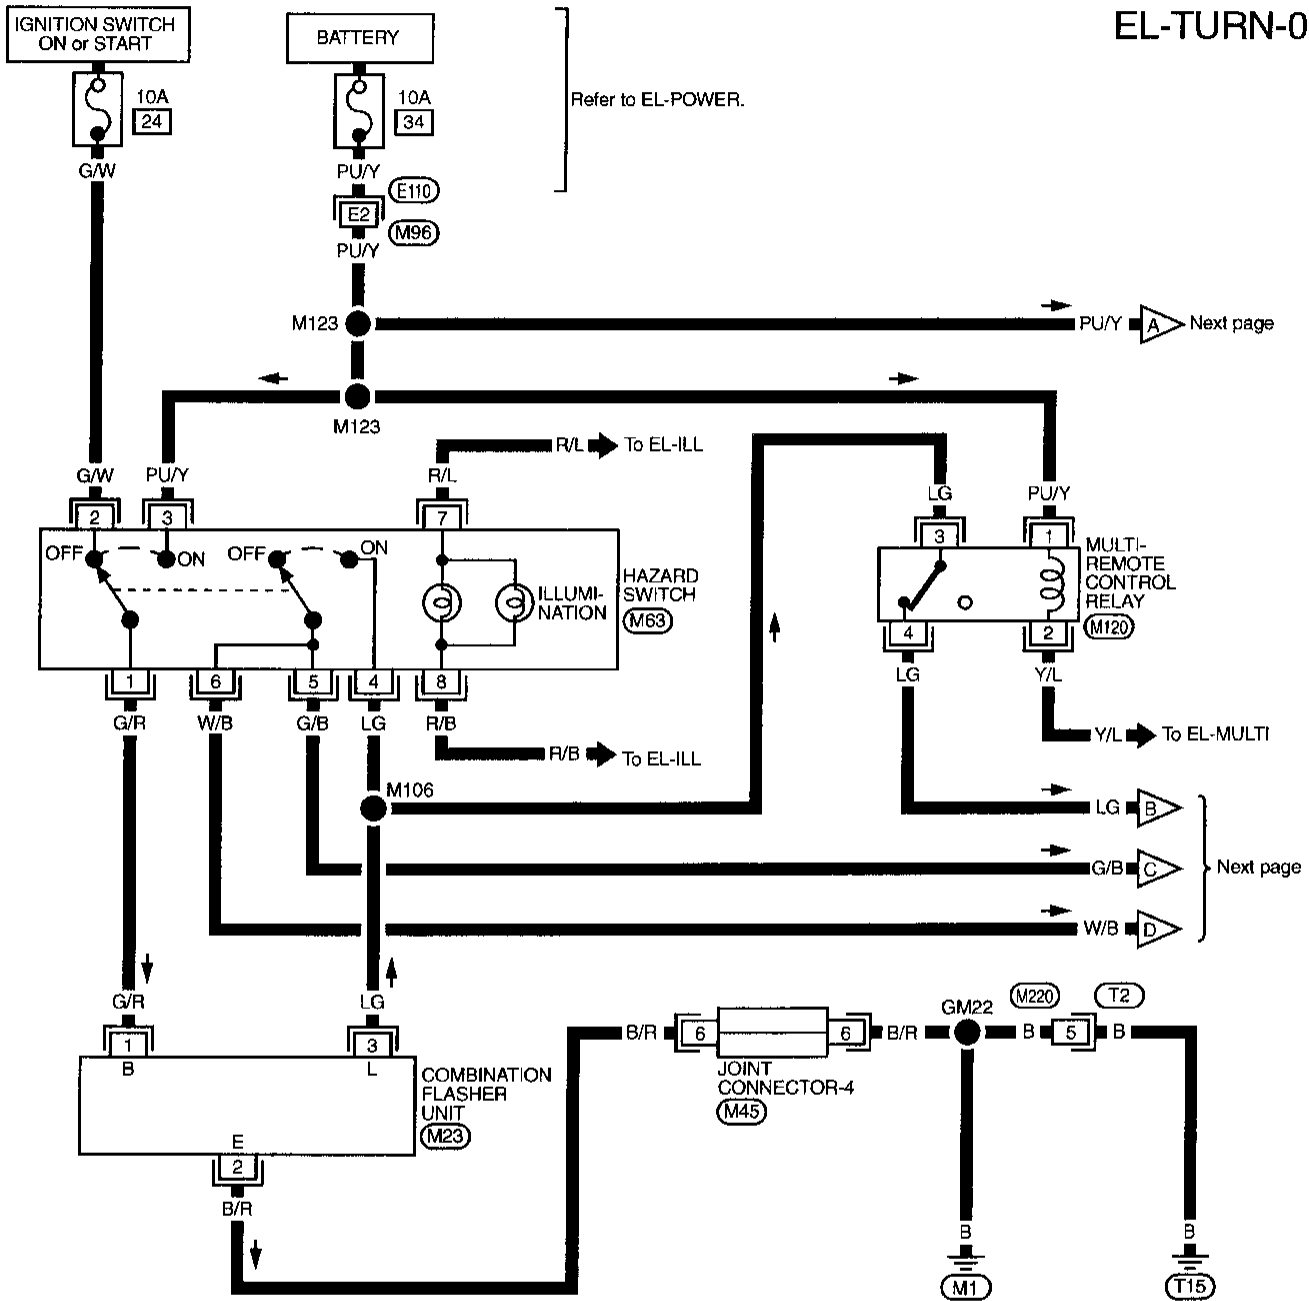 EL-TURN-0
IGNITION SWITCH
ON or START
BATTERY
10A
24
10A
34
Refer to EL-POWER.
G/W
PU/Y
E110
E2
M96
PU/Y
M123
PU/Y
A
Next page
M123
R/L
To EL-ILL
G/W
PU/Y
R/L
LG
PU/Y
2
3
7
3
1
OFF
ON
OFF
ON
ILLUMI-
NATION
HAZARD
SWITCH
M63
MULTI-
REMOTE
CONTROL
RELAY
M120
4
2
1
6
5
4
8
LG
Y/L
G/R
W/B
G/B
LG
R/B
Y/L
To EL-MULTI
R/B
To EL-ILL
M106
LG
B
G/B
C
Next page
W/B
D
G/R
LG
1
3
B
L
COMBINATION
FLASHER
UNIT
M23
E
2
B/R
B/R
6
6
B/R
JOINT
CONNECTOR-4
M45
GM22
M220
T2
B
5
B
B
B
M1
T15